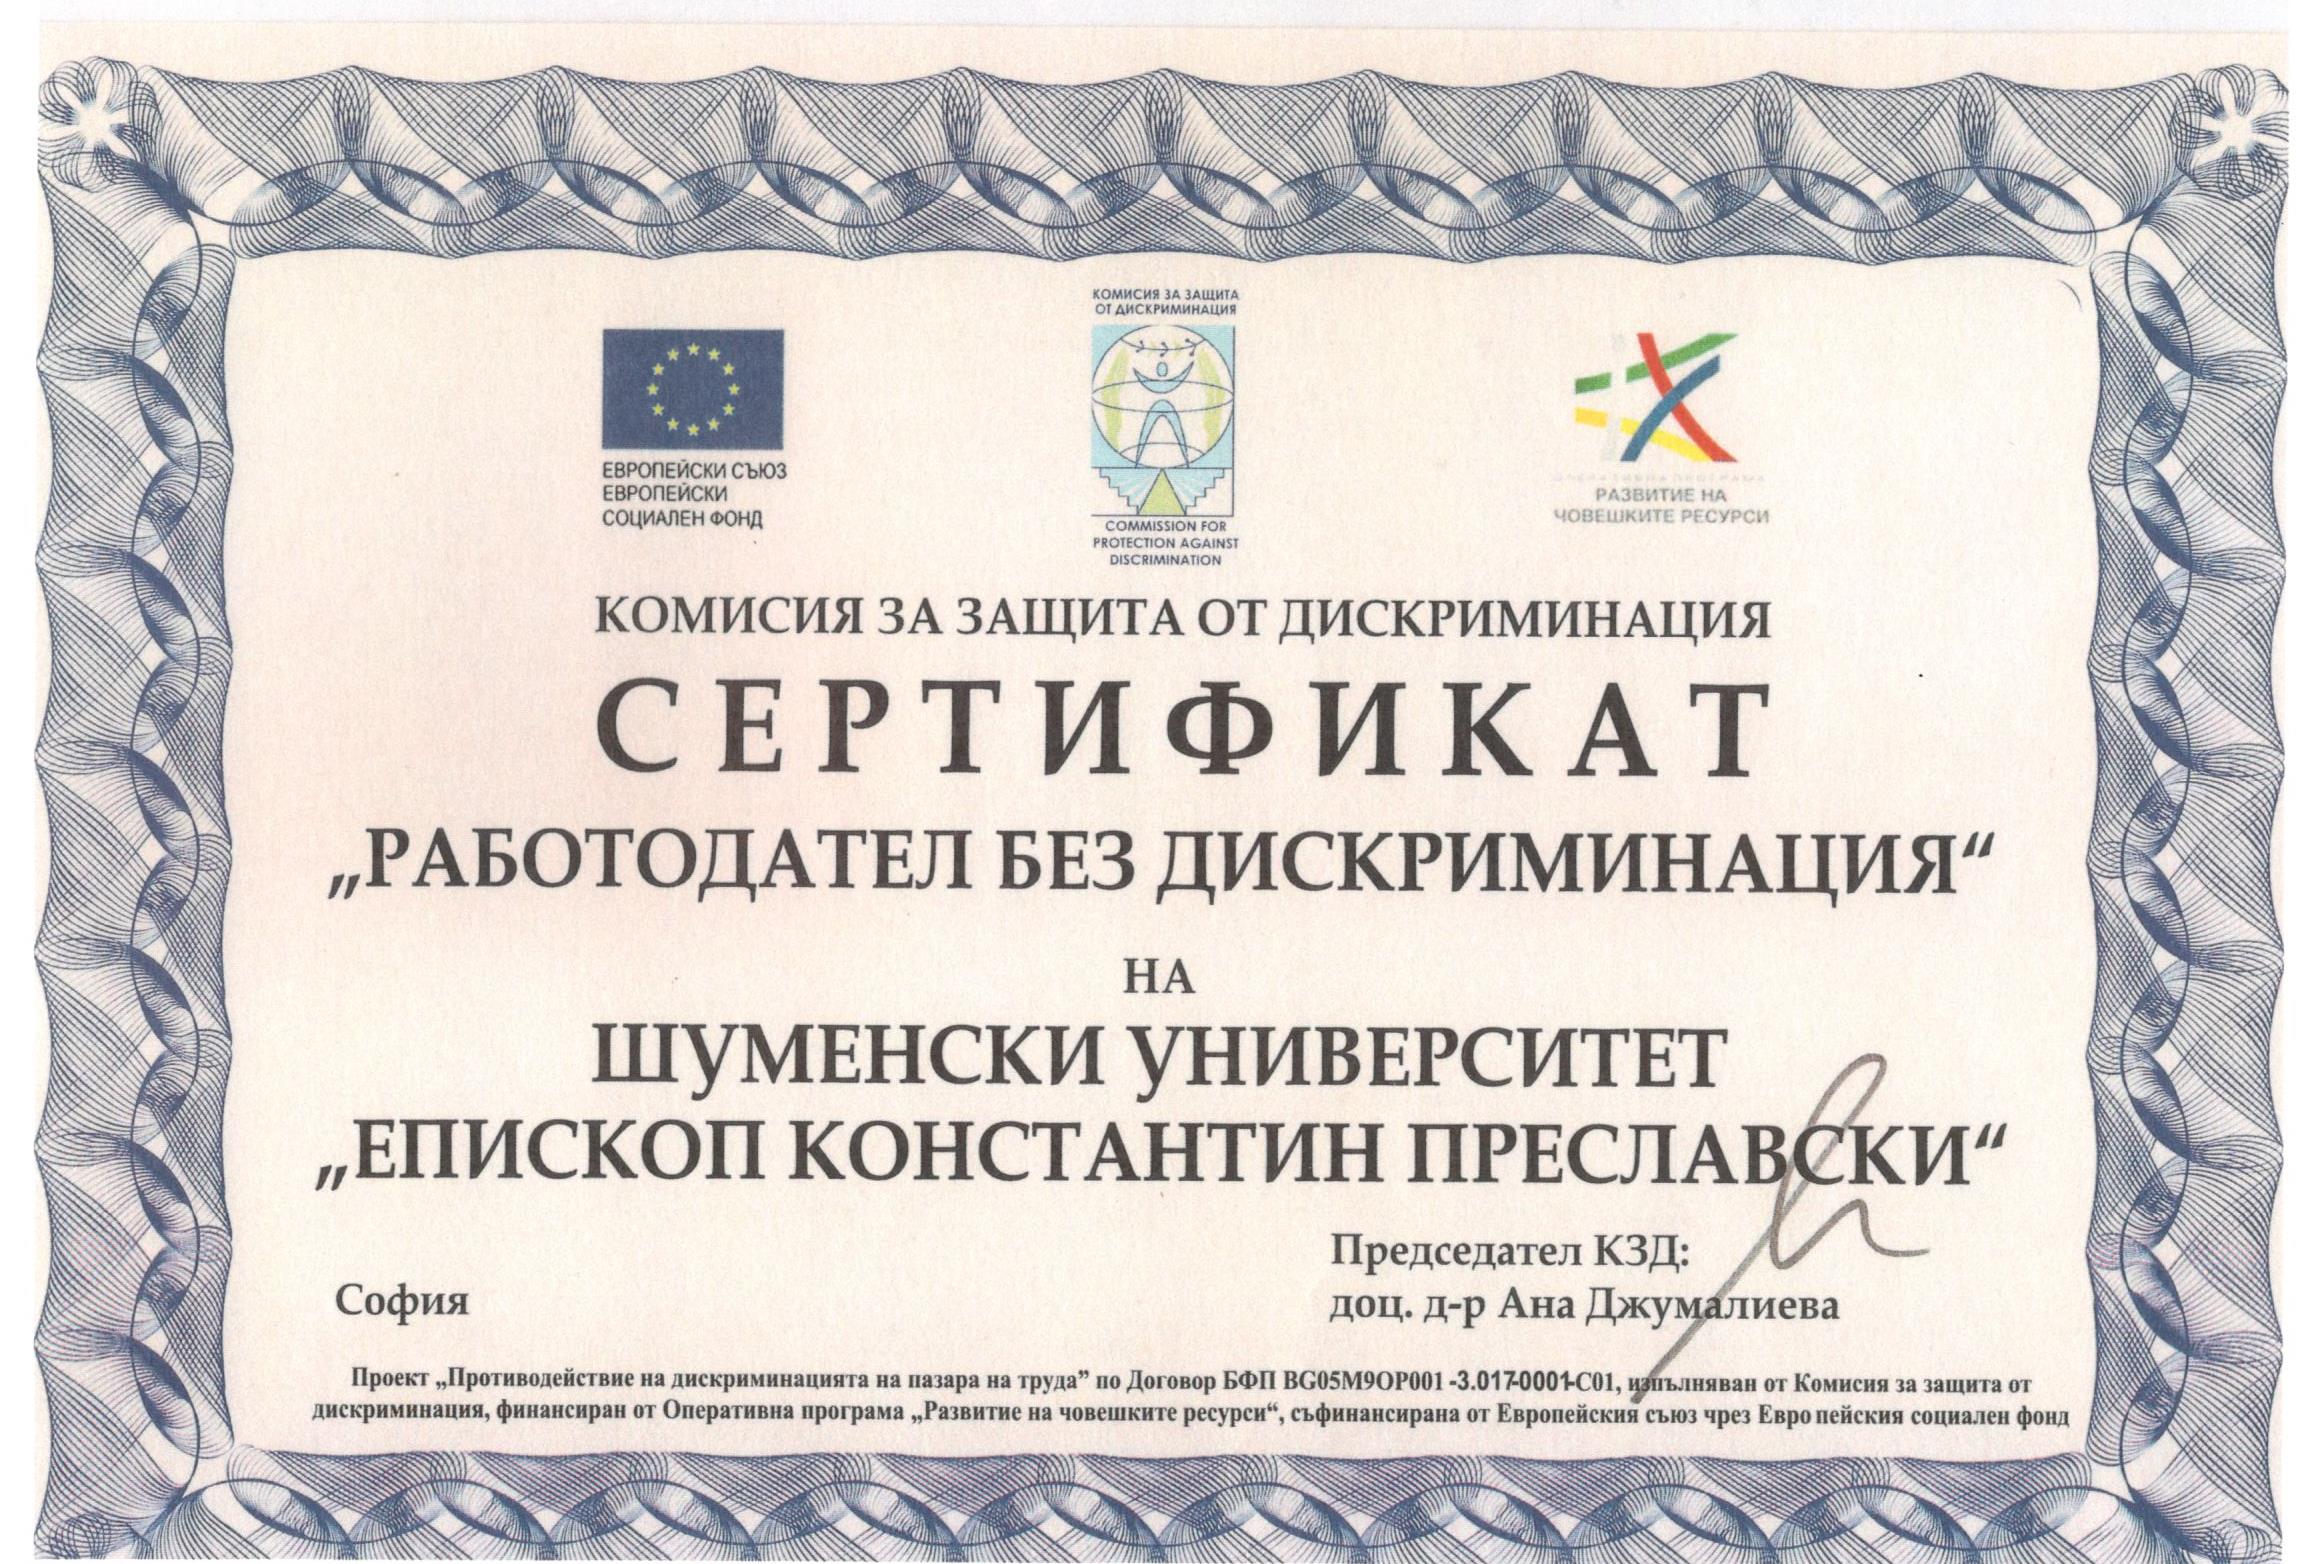 КОМИСИЯ ЗА ЗАЩИТА
ОТ ДИСКРИМИНАЦИЯ
ЕВРОПЕЙСКИ СЪЮЗ
ЕВРОПЕЙСКИ
СОЦИАЛЕН ФОНД
COMMISSION FOR
PROTECTION AGAINST
DISCRIMINATION
ОПЕРАТИВНА ПРОГРАМА
РАЗВИТИЕ НА
ЧОВЕШКИТЕ РЕСУРСИ
КОМИСИЯ ЗА ЗАЩИТА ОТ ДИСКРИМИНАЦИЯ
СЕРТИФИКАТ
„РАБОТОДАТЕЛ БЕЗ ДИСКРИМИНАЦИЯ“
НА
ШУМЕНСКИ УНИВЕРСИТЕТ
„ЕПИСКОП КОНСТАНТИН ПРЕСЛАВСКИ“
Председател КЗД:
София
доц. д-р Ана Джумалиева
Проект „Противодействие на дискриминацията на пазара на труда” по Договор БФП BG05M9OP001 -3.017-0001-C01, изпълняван от Комисия за защита от
дискриминация, финансиран от Оперативна програма „Развитие на човешките ресурси“, съфинансирана от Европейския съюз чрез Европейския социален фонд